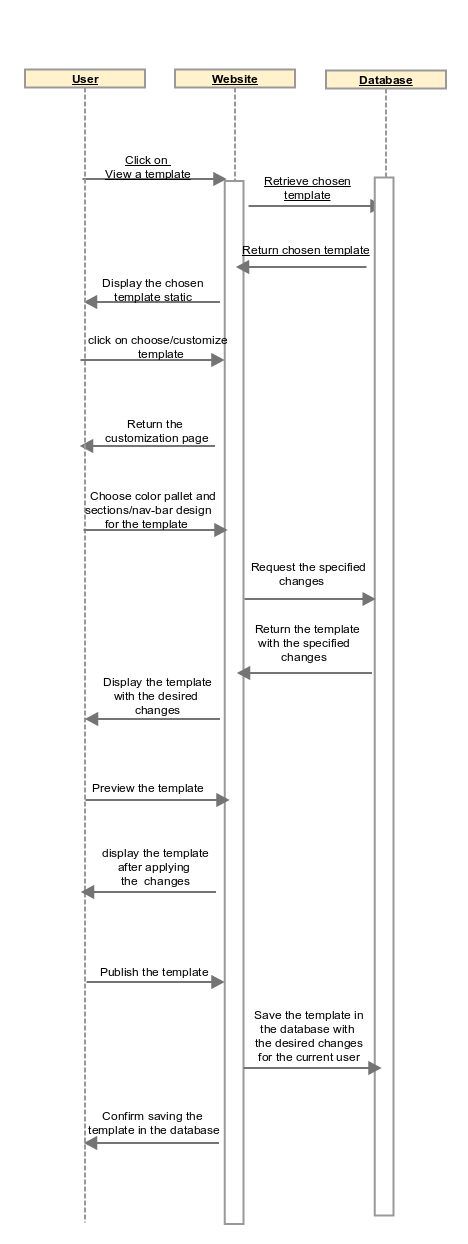 User
Website
Database
Click on
View a template
Retrieve chosen
template
Return chosen template
Display the chosen
template static
click on choose/customize
template
Return the
customization page
Choose color pallet and
sections/nav-bar design
for the template
Request the specified
changes
Return the template
with the specified
changes
Display the template
with the desired
changes
Preview the template
display the template
after applying
the changes
Publish the template
Save the template in
the database with
the desired changes
for the current user
Confirm saving the
template in the database